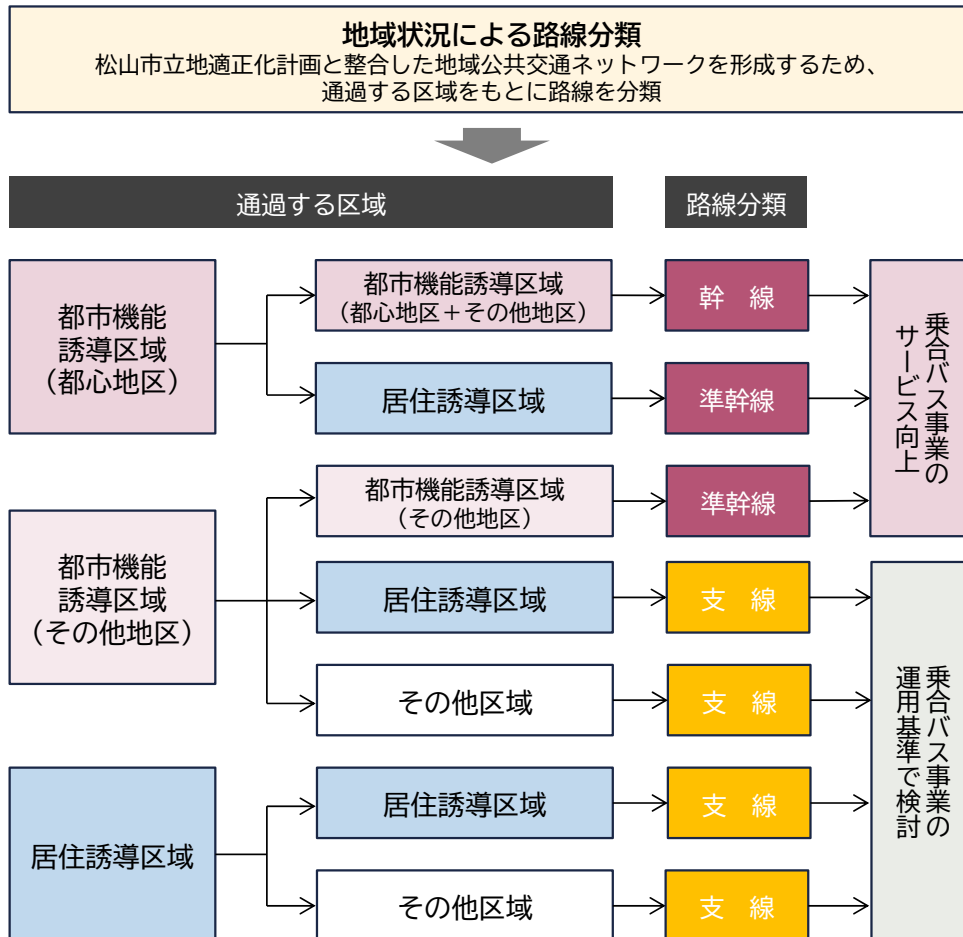 地域状況による路線分類
松山市立地適正化計画と整合した地域公共交通ネットワークを形成するため、
通過する区域をもとに路線を分類
通過する区域
路線分類
都市機能
誘導区域
（都心地区）
都市機能誘導区域
（都心地区＋その他地区）
幹　線
居住誘導区域
準幹線
乗合バス事業の
サービス向上
都市機能
誘導区域
（その他地区）
都市機能誘導区域
（その他地区）
準幹線
居住誘導区域
支　線
その他区域
支　線
居住誘導区域
居住誘導区域
支　線
その他区域
支　線
乗合バス事業の
運用基準で検討